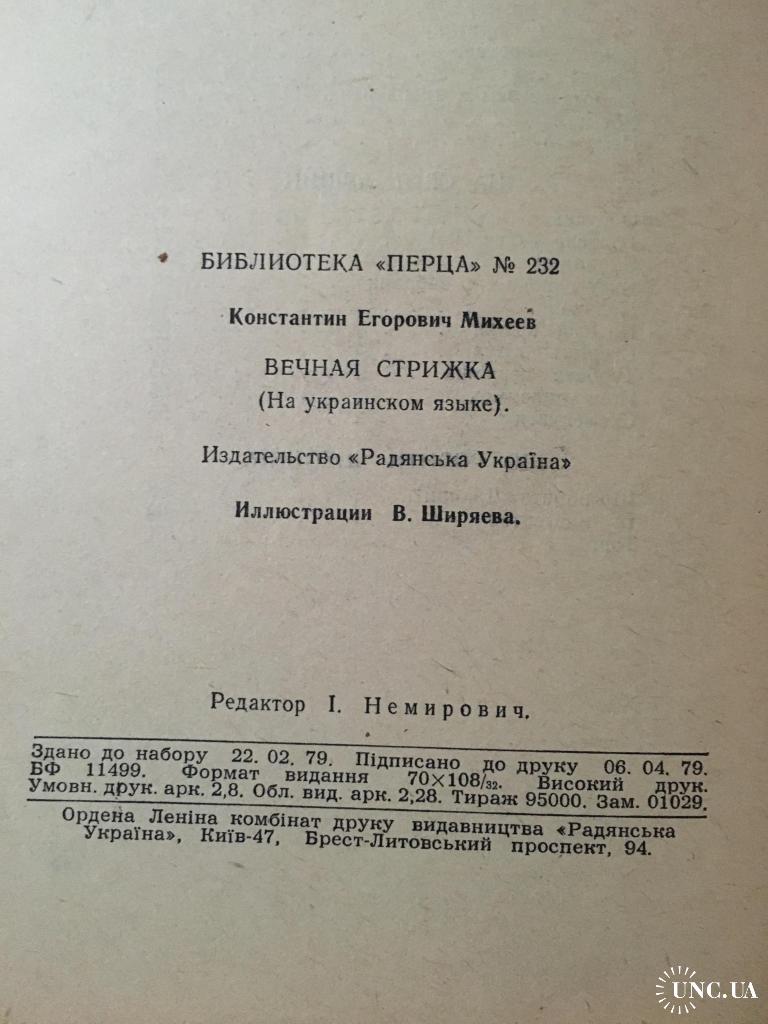 БИБЛИОТЕКА «ПЕРЦА» № 232
Константин Егорович Михеев
ВЕЧНАЯ СТРИЖКА
(На украинском языке).
Издательство «Радянська Україна»
Иллюстрации В. Ширяева.
Редактор І. Немирович.
Здано до набору 22. 02. 79. Підписано до друку 06. 04. 79.
БФ 11499. Формат видання 70×108/32. Високий друк.
Умовн. друк. арк. 2,8. Обл. вид. арк. 2,28. Тираж 95000. Зам. 01029.
Ордена Леніна комбінат друку видавництва «Радянська
Україна», Київ-47, Брест-Литовський проспект, 94.
UNC.UA